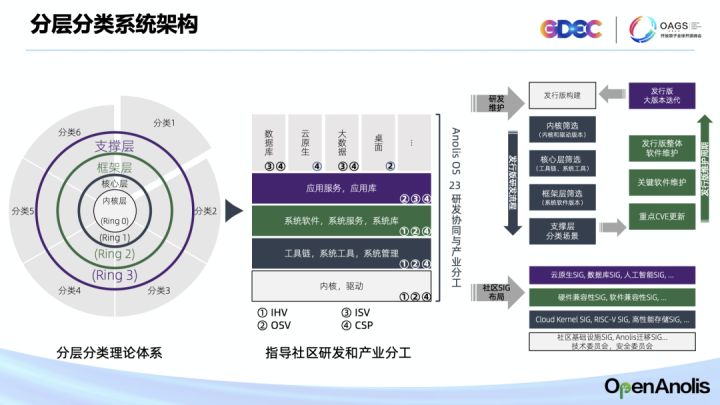 分层分类系统架构
GDEC
OAGS
开放原子全球开源峰会
分类1
分类6
支撑层
框架层
核心层
内核层
(Ring 0)
(Ring 1)
(Ring 2)
(Ring 3)
分类5
分类2
分类4
分类3
分层分类理论体系
数据库
云原生
大数据
桌面
...
③④
④
③④
②
应用服务，应用库
②③④
系统软件，系统服务，系统库
①②④
工具链，系统工具，系统管理
①②④
内核，驱动
①②④
① IHV
③ ISV
② OSV
④ CSP
指导社区研发和产业分工
Anolis OS 23 研发协同与产业分工
研发
维护
发行版构建
发行版
大版本迭代
发行版研发流程
内核筛选
(内核和驱动版本)
核心层筛选
(工具链、系统工具)
框架层筛选
(系统软件版本)
支撑层
分类场景
发行版整体
软件维护
关键软件维护
重点CVE更新
发行版维护周期
社区SIG
布局
云原生SIG, 数据库SIG, 人工智能SIG, ...
硬件兼容性SIG, 软件兼容性SIG, ...
Cloud Kernel SIG, RISC-V SIG, 高性能存储SIG, ...
社区基础设施SIG, Anolis迁移SIG...
技术委员会，安全委员会
OpenAnolis